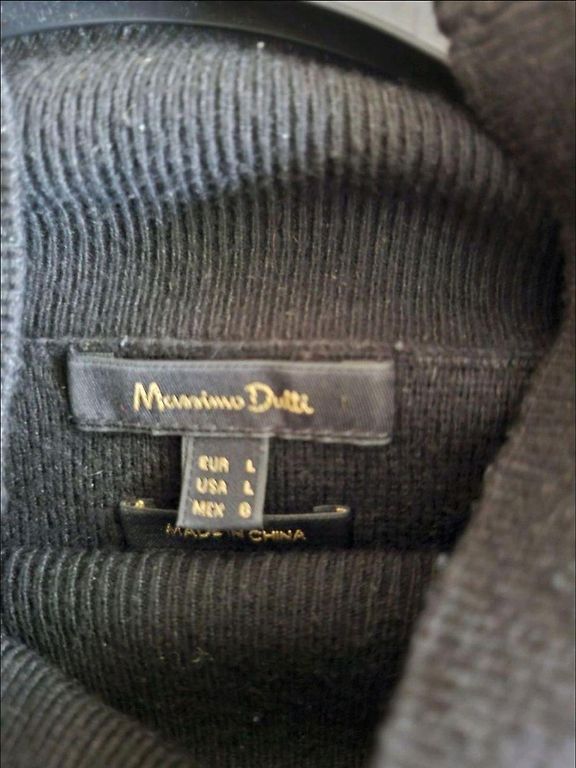 Massimo Dutti
EUR L
USA L
MEX G
MADE IN CHINA